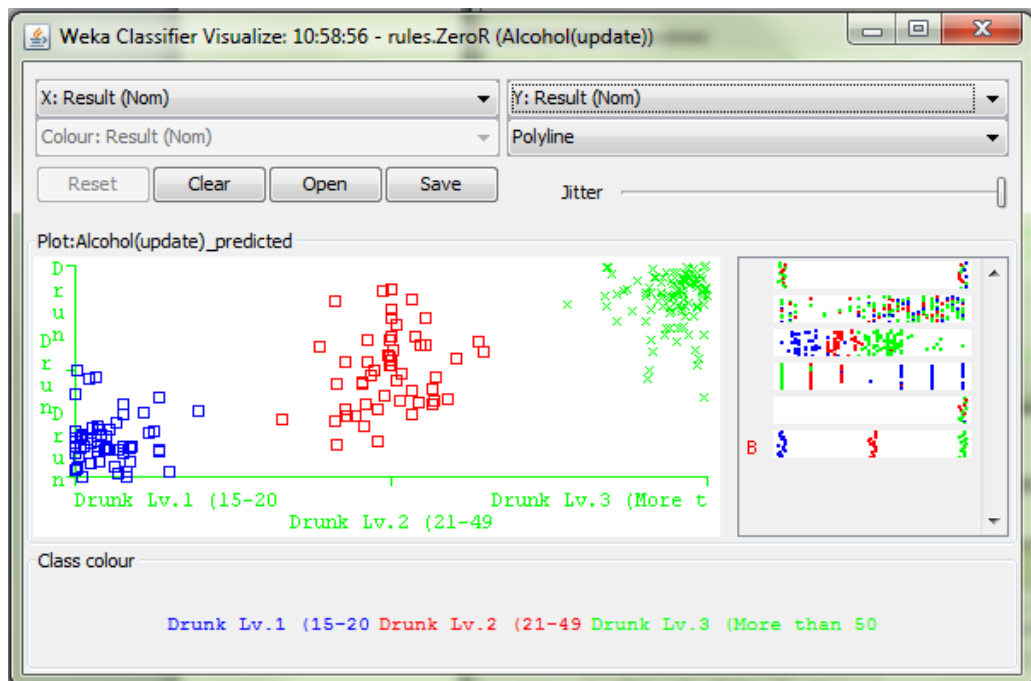 Weka Classifier Visualize: 10:58:56 - rules.ZeroR (Alcohol(update))
X: Result (Nom) Y: Result (Nom)
Colour: Result (Nom) Polyline
Reset Clear Open Save Jitter
Plot:Alcohol(update)_predicted
D
r
u
n
D
r
u
n
D
r
u
n
Drunk Lv.1 (15-20 Drunk Lv.3 (More t
Drunk Lv.2 (21-49
B
Class colour
Drunk Lv.1 (15-20 Drunk Lv.2 (21-49 Drunk Lv.3 (More than 50